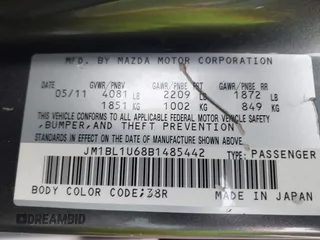 MFD. BY MAZDA MOTOR CORPORATION
GVWR/PNBV GAWR/PNBE FRT GAWR/PNBE RR
05/11 4081 LB 2209 LB 1872 LB
1851 KG 1002 KG 849 KG
THIS VEHICLE CONFORMS TO ALL APPLICABLE FEDERAL MOTOR VEHICLE SAFETY
,BUMPER,AND THEFT PREVENTION
STANDARDS IN EFFECT ON THE DATE OF MANUFACTURE SHOWN ABOVE.
JM1BL1U68B1485442 TYPE: PASSENGER
BODY COLOR CODE;38R MADE IN JAPAN
DREAMBID